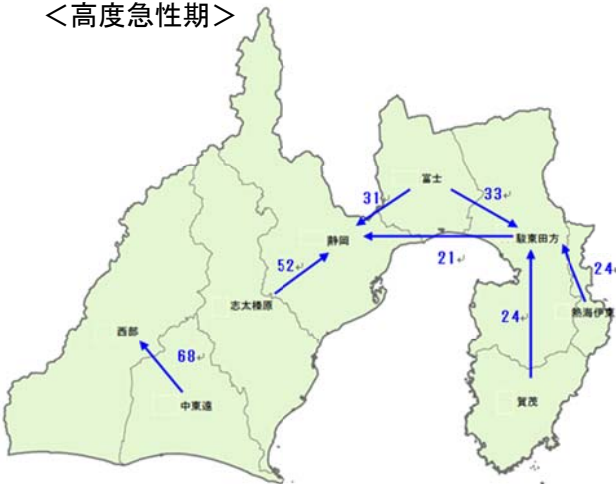 ＜高度急性期＞
富士
31
33
静岡
駿東田方
21
52
24
志太榛原
24
熱海伊東
西部
68
賀茂
中東遠